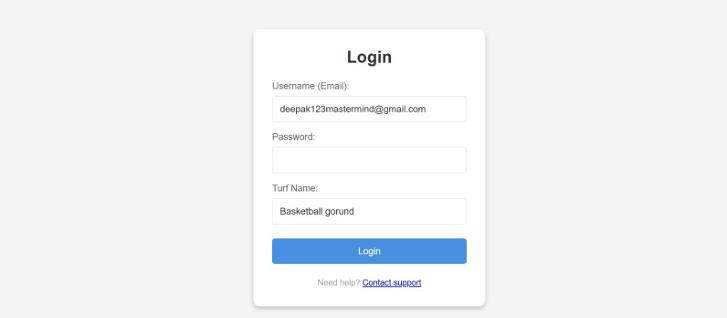 Login
Username (Email):
deepak123mastermind@gmail.com
Password:
Turf Name:
Basketball gorund
Login
Need help? Contact support